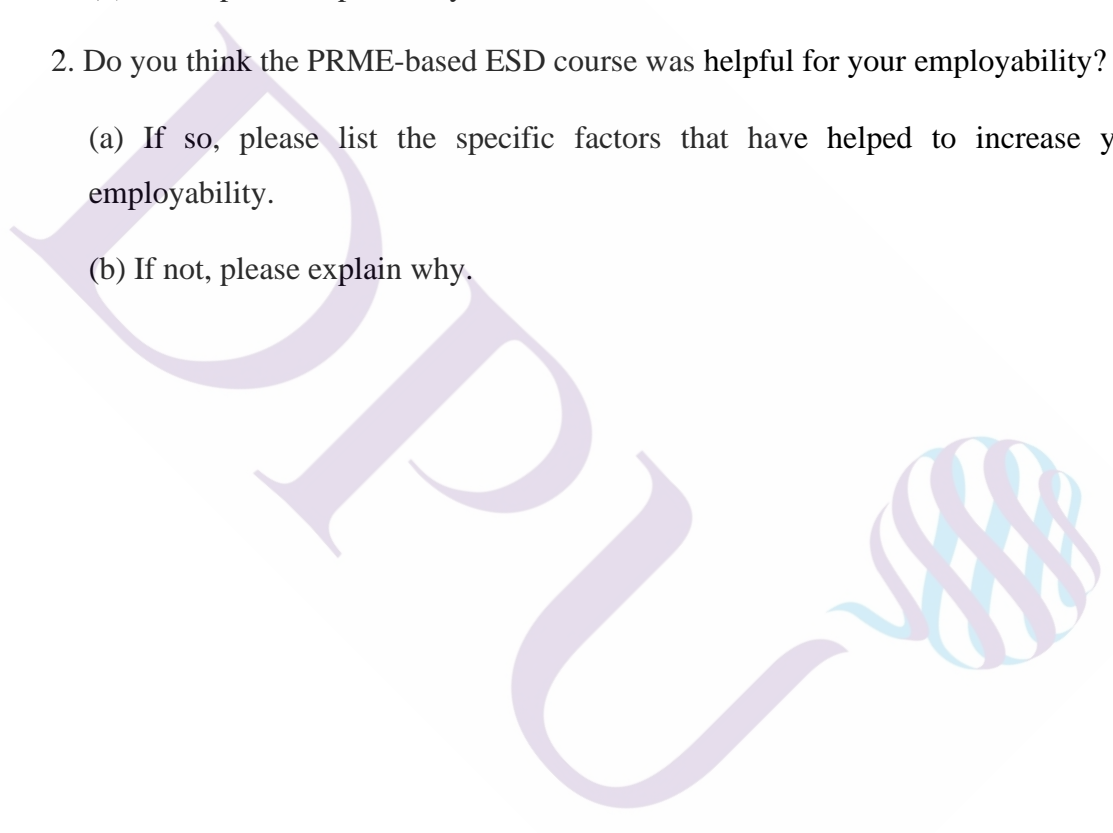 2. Do you think the PRME-based ESD course was helpful for your employability?
(a) If so, please list the specific factors that have helped to increase
employability.
(b) If not, please explain why.
DPU